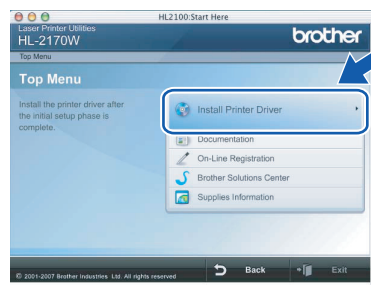 HL2100:Start Here
Laser Printer Utilities
HL-2170W
brother
Top Menu
Top Menu
Install the printer driver after
the initial setup phase is
complete.
Install Printer Driver
Documentation
On-Line Registration
Brother Solutions Center
Supplies Information
© 2001-2007 Brother Industries Ltd. All rights reserved
Back
Exit